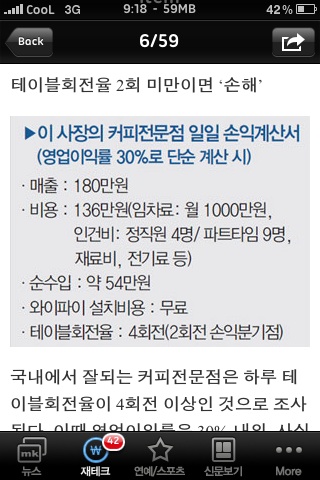 CooL 3G 9:18 - 59MB 42%
Back 6/59
테이블회전율 2회 미만이면 ‘손해’
▶이 사장의 커피전문점 일일 손익계산서
(영업이익률 30%로 단순 계산 시)
· 매출 : 180만원
· 비용 : 136만원(임차료: 월 1000만원,
인건비: 정직원 4명/ 파트타임 9명,
재료비, 전기료 등)
· 순수입 : 약 54만원
· 와이파이 설치비용 : 무료
· 테이블회전율 : 4회전(2회전 손익분기점)
국내에서 잘되는 커피전문점은 하루 테
이블회전율이 4회전 이상인 것으로 조사
mk 42
뉴스 재테크 연예/스포츠 신문보기 More